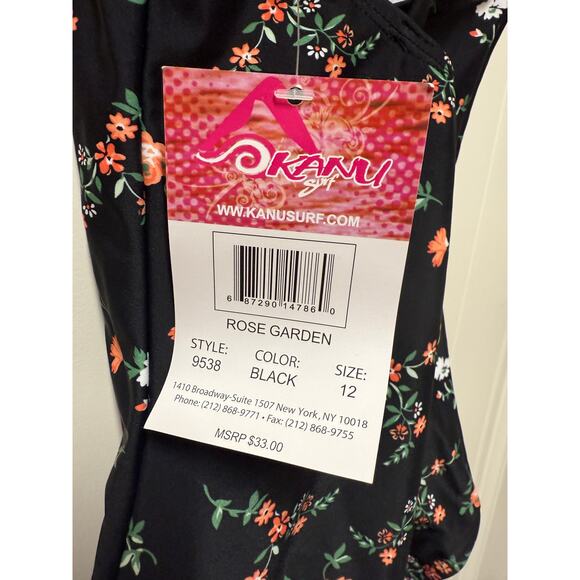 KANU
Surf
WWW.KANUSURF.COM
6 87290 14786 0
ROSE GARDEN
STYLE: COLOR: SIZE:
9538 BLACK 12
1410 Broadway-Suite 1507 New York, NY 10018
Phone: (212) 868-9771 • Fax: (212) 868-9755
MSRP $33.00